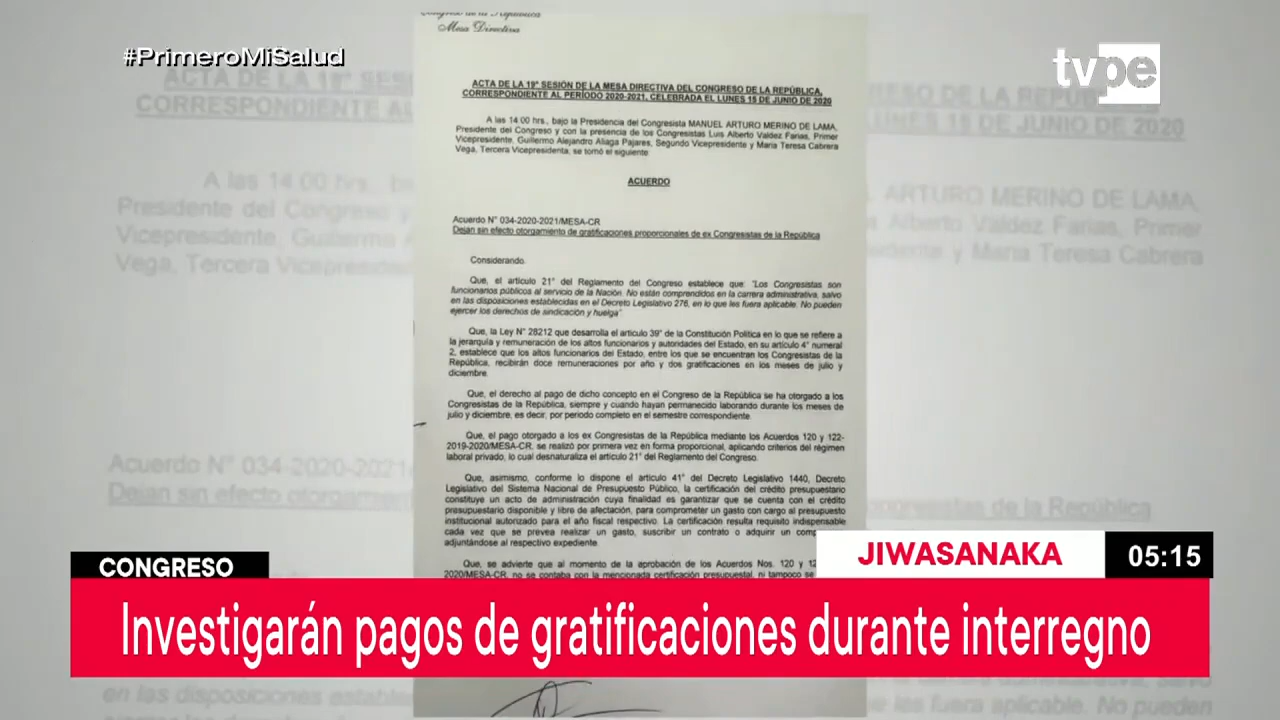 #PrimeroMiSalud
tvpe
Mesa Directiva
ACTA DE LA 19° SESIÓN DE LA MESA DIRECTIVA DEL CONGRESO DE LA REPÚBLICA,
CORRESPONDIENTE AL PERÍODO 2020-2021, CELEBRADA EL LUNES 15 DE JUNIO DE 2020
A las 14:00 hrs., bajo la Presidencia del Congresista MANUEL ARTURO MERINO DE LAMA,
Presidente del Congreso y con la presencia de los Congresistas Luis Alberto Valdez Farias, Primer
Vicepresidente, Guillermo Alejandro Aliaga Pajares, Segundo Vicepresidente y Maria Teresa Cabrera
Vega, Tercera Vicepresidenta, se tomó el siguiente
ACUERDO
Acuerdo N° 034-2020-2021/MESA-CR
Dejan sin efecto otorgamiento de gratificaciones proporcionales de ex Congresistas de la República
Considerando.
Que, el artículo 21° del Reglamento del Congreso establece que: "Los Congresistas son
funcionarios públicos al servicio de la Nación. No están comprendidos en la carrera administrativa, salvo
en las disposiciones establecidas en el Decreto Legislativo 276, en lo que les fuera aplicable. No pueden
ejercer los derechos de sindicación y huelga"
Que, la Ley N° 28212 que desarrolla el artículo 39° de la Constitución Política en lo que se refiere a
la jerarquía y remuneración de los altos funcionarios y autoridades del Estado, en su artículo 4° numeral
2, establece que los altos funcionarios del Estado, entre los que se encuentran los Congresistas de la
República, recibirán doce remuneraciones por año y dos gratificaciones en los meses de julio y
diciembre.
Que, el derecho al pago de dicho concepto en el Congreso de la República se ha otorgado a los
Congresistas de la República, siempre y cuando hayan permanecido laborando durante los meses de
julio y diciembre, es decir, por periodo completo en el semestre correspondiente.
Que, el pago otorgado a los ex Congresistas de la República mediante los Acuerdos 120 y 122-
2019-2020/MESA-CR, se realizó por primera vez en forma proporcional, aplicando criterios del régimen
laboral privado, lo cual desnaturaliza el artículo 21° del Reglamento del Congreso.
Que, asimismo, conforme lo dispone el artículo 41° del Decreto Legislativo 1440, Decreto
Legislativo del Sistema Nacional de Presupuesto Público, la certificación del crédito presupuestario
constituye un acto de administración cuya finalidad es garantizar que se cuenta con el crédito
presupuestario disponible y libre de afectación, para comprometer un gasto con cargo al presupuesto
institucional autorizado para el año fiscal respectivo. La certificación resulta requisito indispensable
cada vez que se prevea realizar un gasto, suscribir un contrato o adquirir un
adjuntándose al respectivo expediente.
Que, se advierte que al momento de la aprobación de los Acuerdos Nos. 120 y
2020/MESA-CR, no se contaba con la mencionada certificación presupuestal, ni tampoco se
JIWASANAKA
05:15
CONGRESO
Investigarán pagos de gratificaciones durante interregno